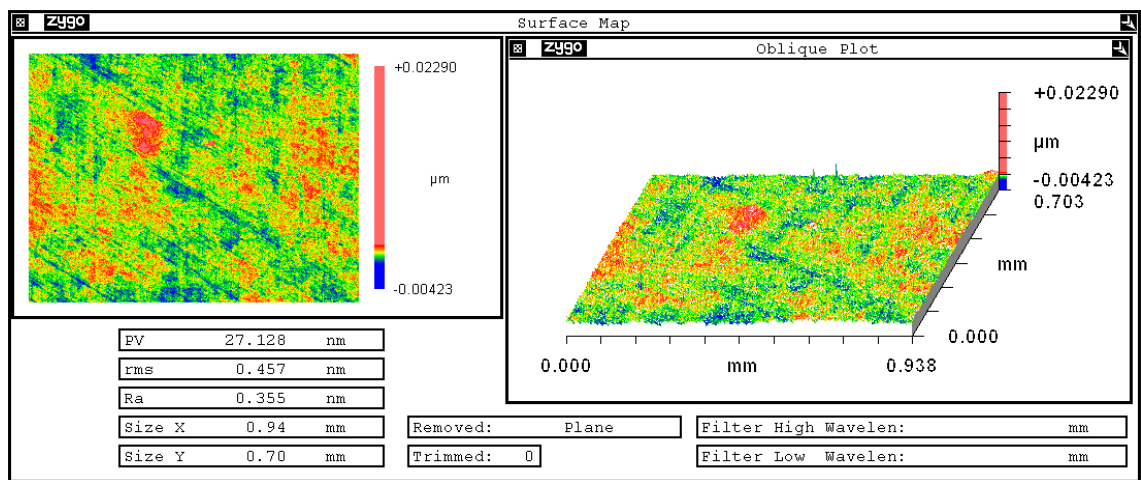 zygo Surface Map
+0.02290
µm
-0.00423
zygo Oblique Plot
+0.02290
µm
-0.00423
0.703
mm
0.000
0.000 mm 0.938
PV 27.128 nm
rms 0.457 nm
Ra 0.355 nm
Size X 0.94 mm
Size Y 0.70 mm
Removed: Plane
Trimmed: 0
Filter High Wavelen: mm
Filter Low Wavelen: mm